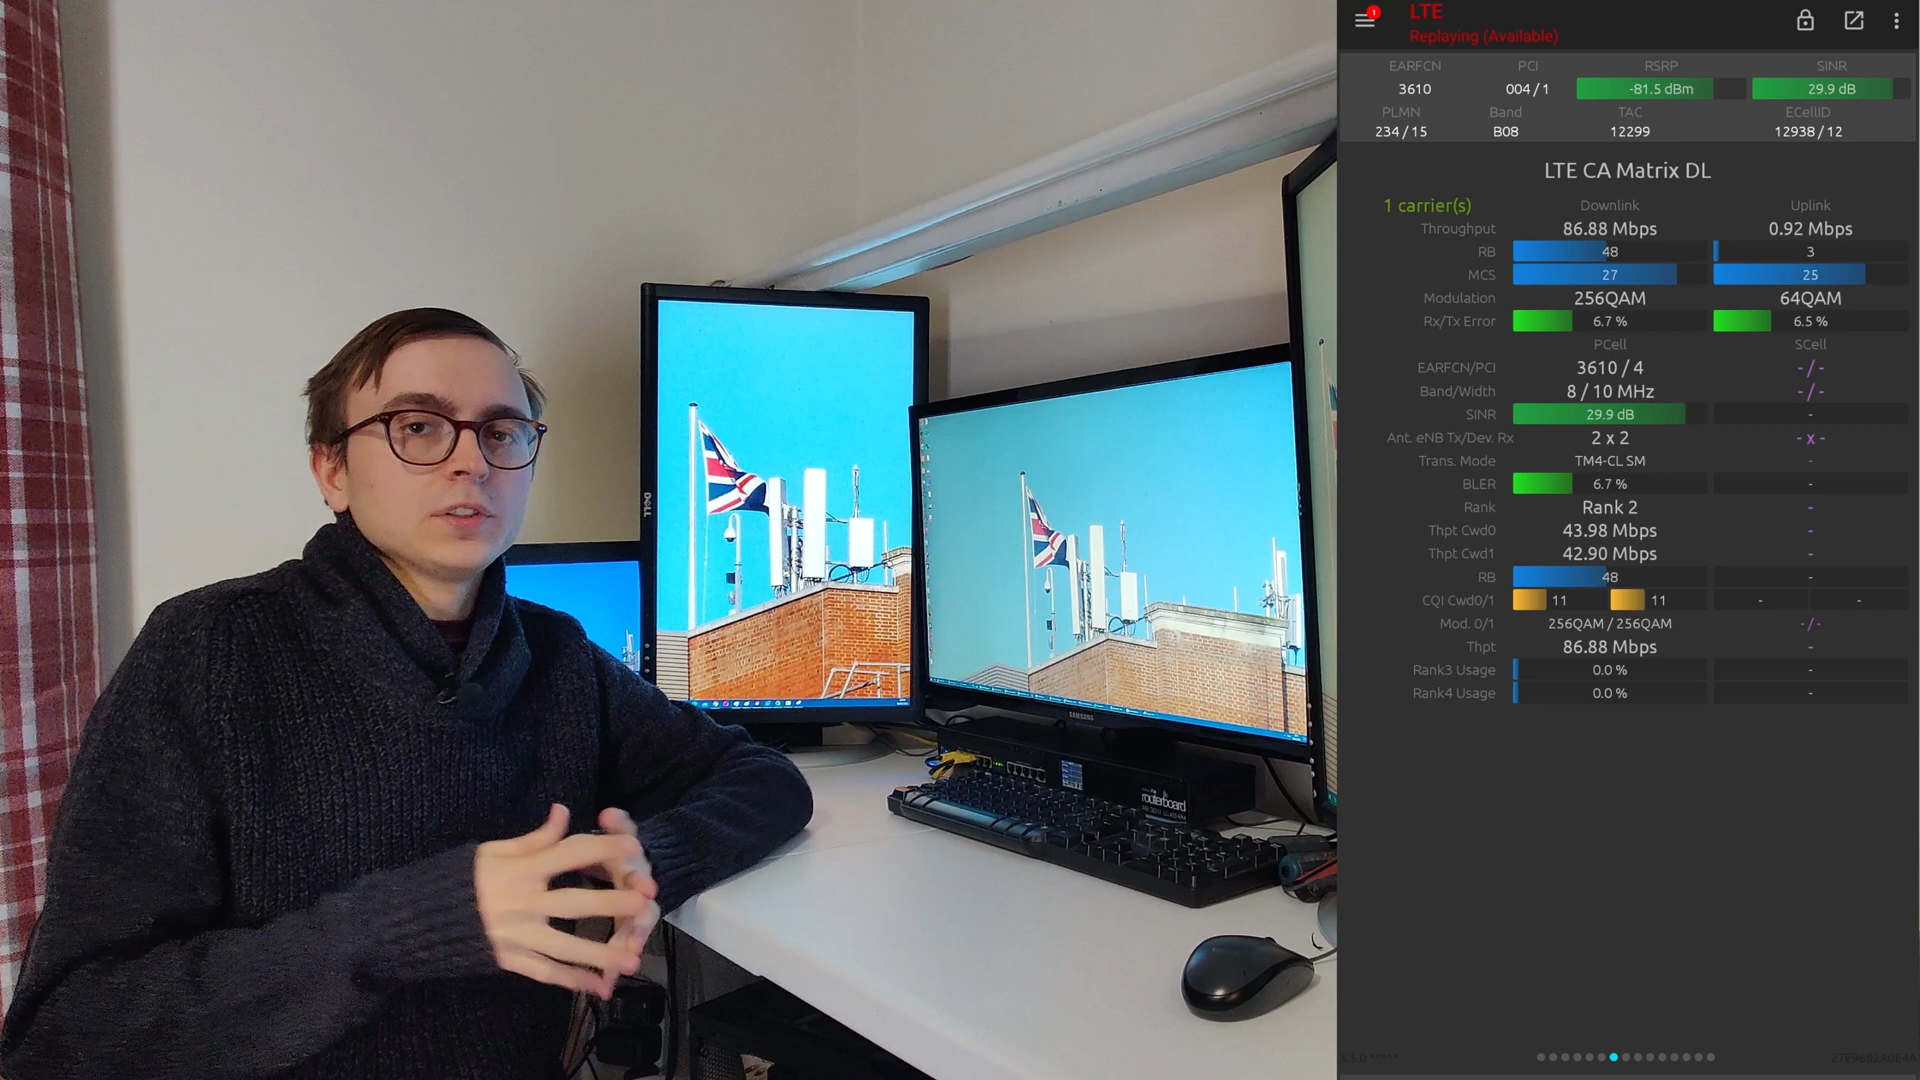 1
LTE
Replaying (Available)
EARFCN PCI RSRP SINR
3610 004 / 1 -81.5 dBm 29.9 dB
PLMN Band TAC ECellID
234 / 15 B08 12299 12938 / 12
LTE CA Matrix DL
1 carrier(s) Downlink Uplink
Throughput 86.88 Mbps 0.92 Mbps
RB 48 3
MCS 27 25
Modulation 256QAM 64QAM
Rx/Tx Error 6.7 % 6.5 %
PCell SCell
EARFCN/PCI 3610 / 4 - / -
Band/Width 8 / 10 MHz - / -
SINR 29.9 dB -
Ant. eNB Tx/Dev. Rx 2 x 2 - x -
Trans. Mode TM4-CL SM -
BLER 6.7 % -
Rank Rank 2 -
Thpt Cwd0 43.98 Mbps -
Thpt Cwd1 42.90 Mbps -
RB 48 -
CQI Cwd0/1 11 11 - -
Mod. 0/1 256QAM / 256QAM - / -
Thpt 86.88 Mbps -
Rank3 Usage 0.0 % -
Rank4 Usage 0.0 % -
3.5.0 ***** 27E9682A0E4A
DELL
SAMSUNG
routerboard